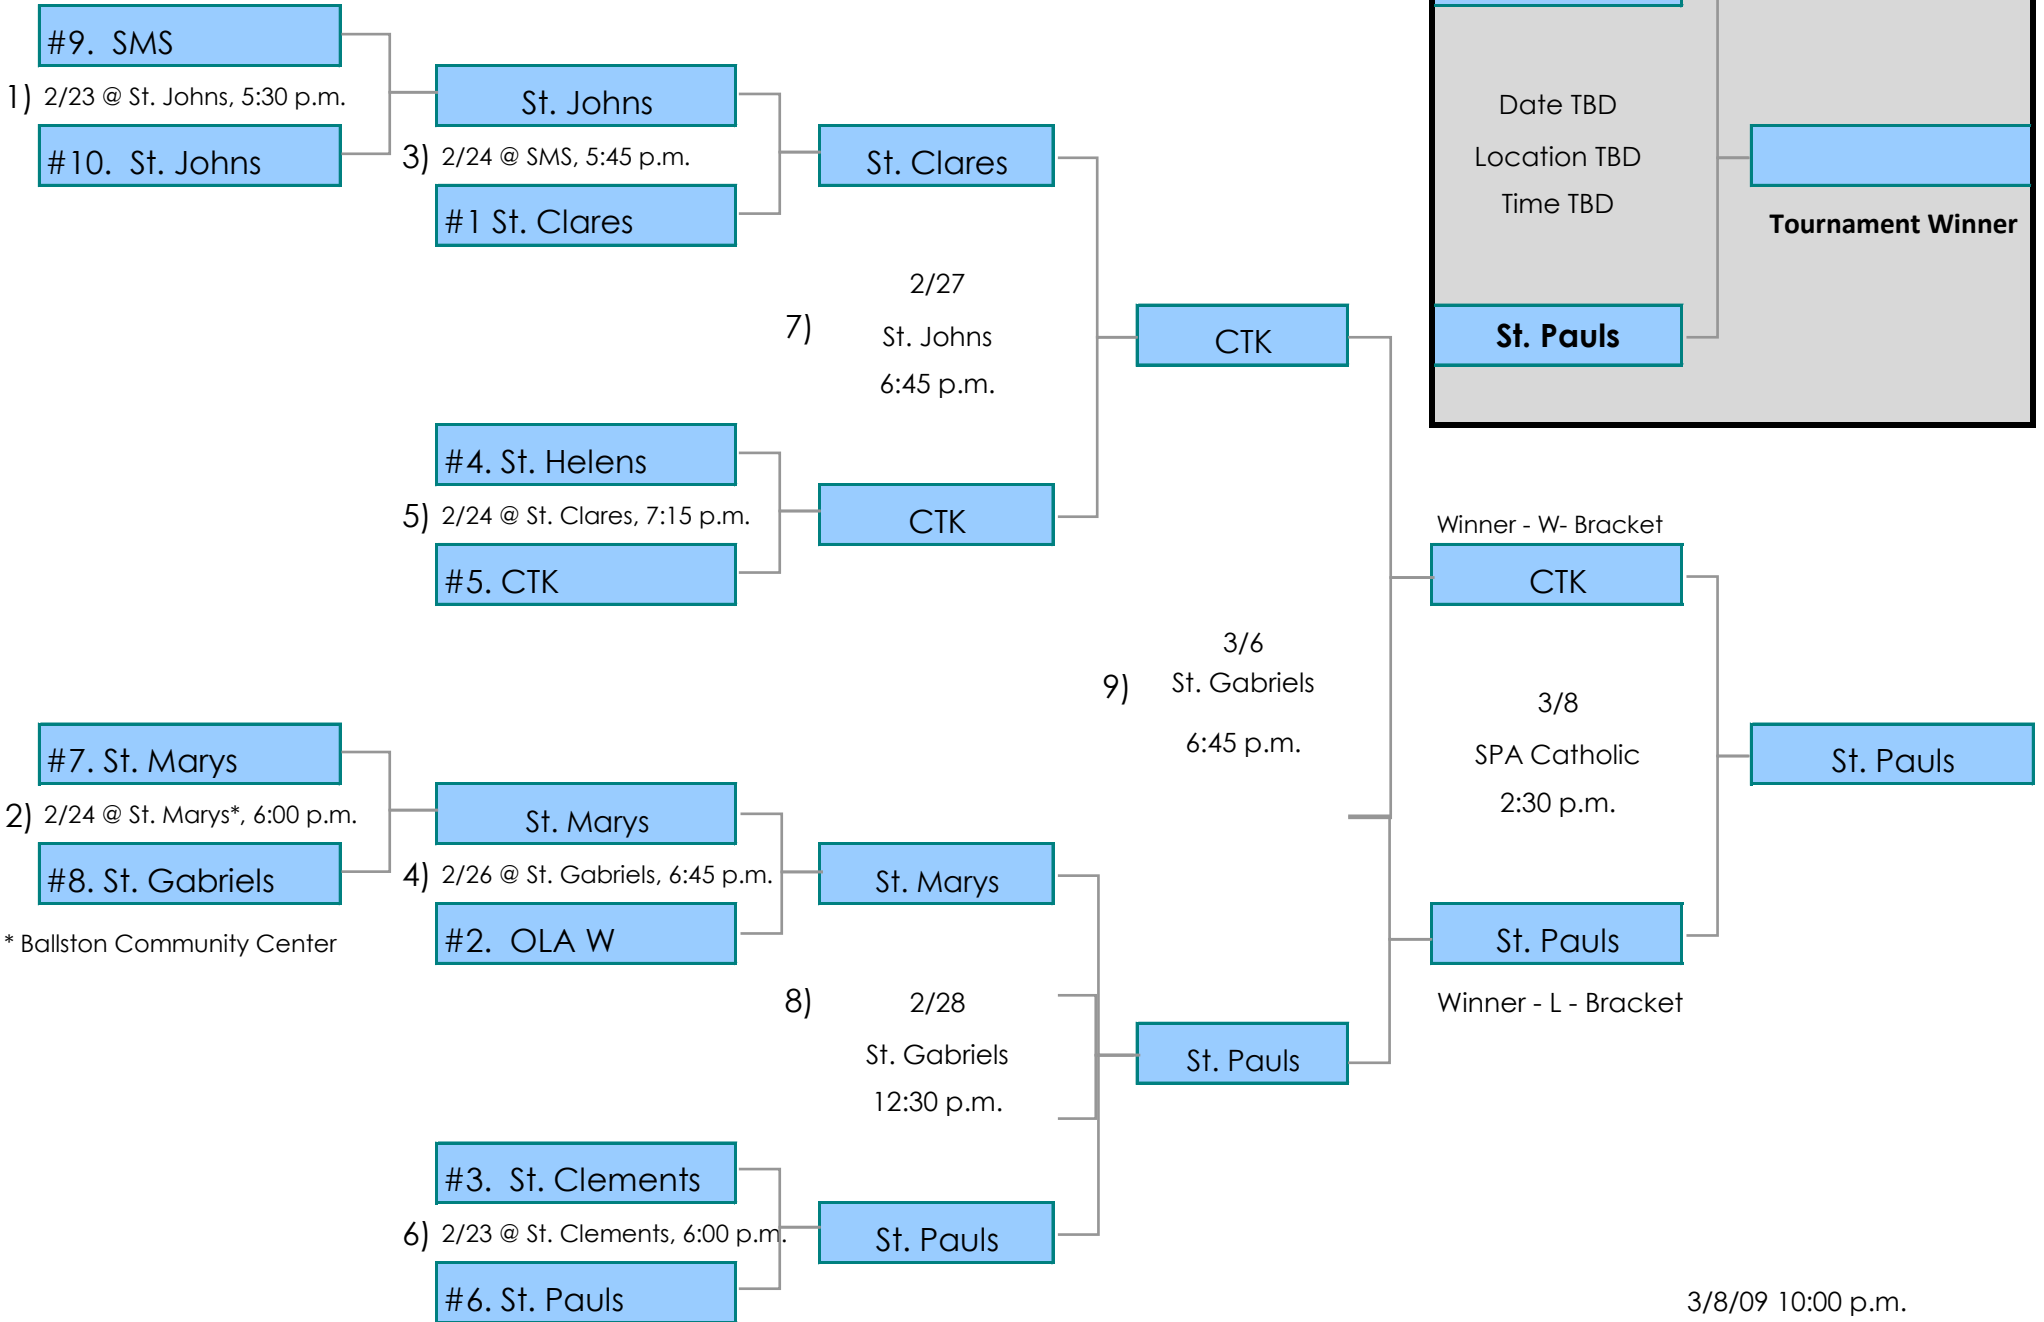 #9.  SMS
1) 2/23 @ St. Johns, 5:30 p.m.
#10.  St. Johns
St. Johns
3) 2/24 @ SMS, 5:45 p.m.
#1 St. Clares
St. Clares
2/27
7) St. Johns
6:45 p.m.
CTK
#4. St. Helens
5) 2/24 @ St. Clares, 7:15 p.m.
#5. CTK
CTK
Date TBD
Location TBD
Time TBD
Tournament Winner
St. Pauls
Winner - W- Bracket
CTK
3/6
9) St. Gabriels
6:45 p.m.
3/8
SPA Catholic
2:30 p.m.
St. Pauls
#7. St. Marys
2) 2/24 @ St. Marys*, 6:00 p.m.
#8. St. Gabriels
* Ballston Community Center
St. Marys
4) 2/26 @ St. Gabriels, 6:45 p.m.
#2.  OLA W
St. Marys
St. Pauls
Winner - L - Bracket
8) 2/28
St. Gabriels
12:30 p.m.
St. Pauls
#3.  St. Clements
6) 2/23 @ St. Clements, 6:00 p.m.
#6. St. Pauls
St. Pauls
3/8/09 10:00 p.m.